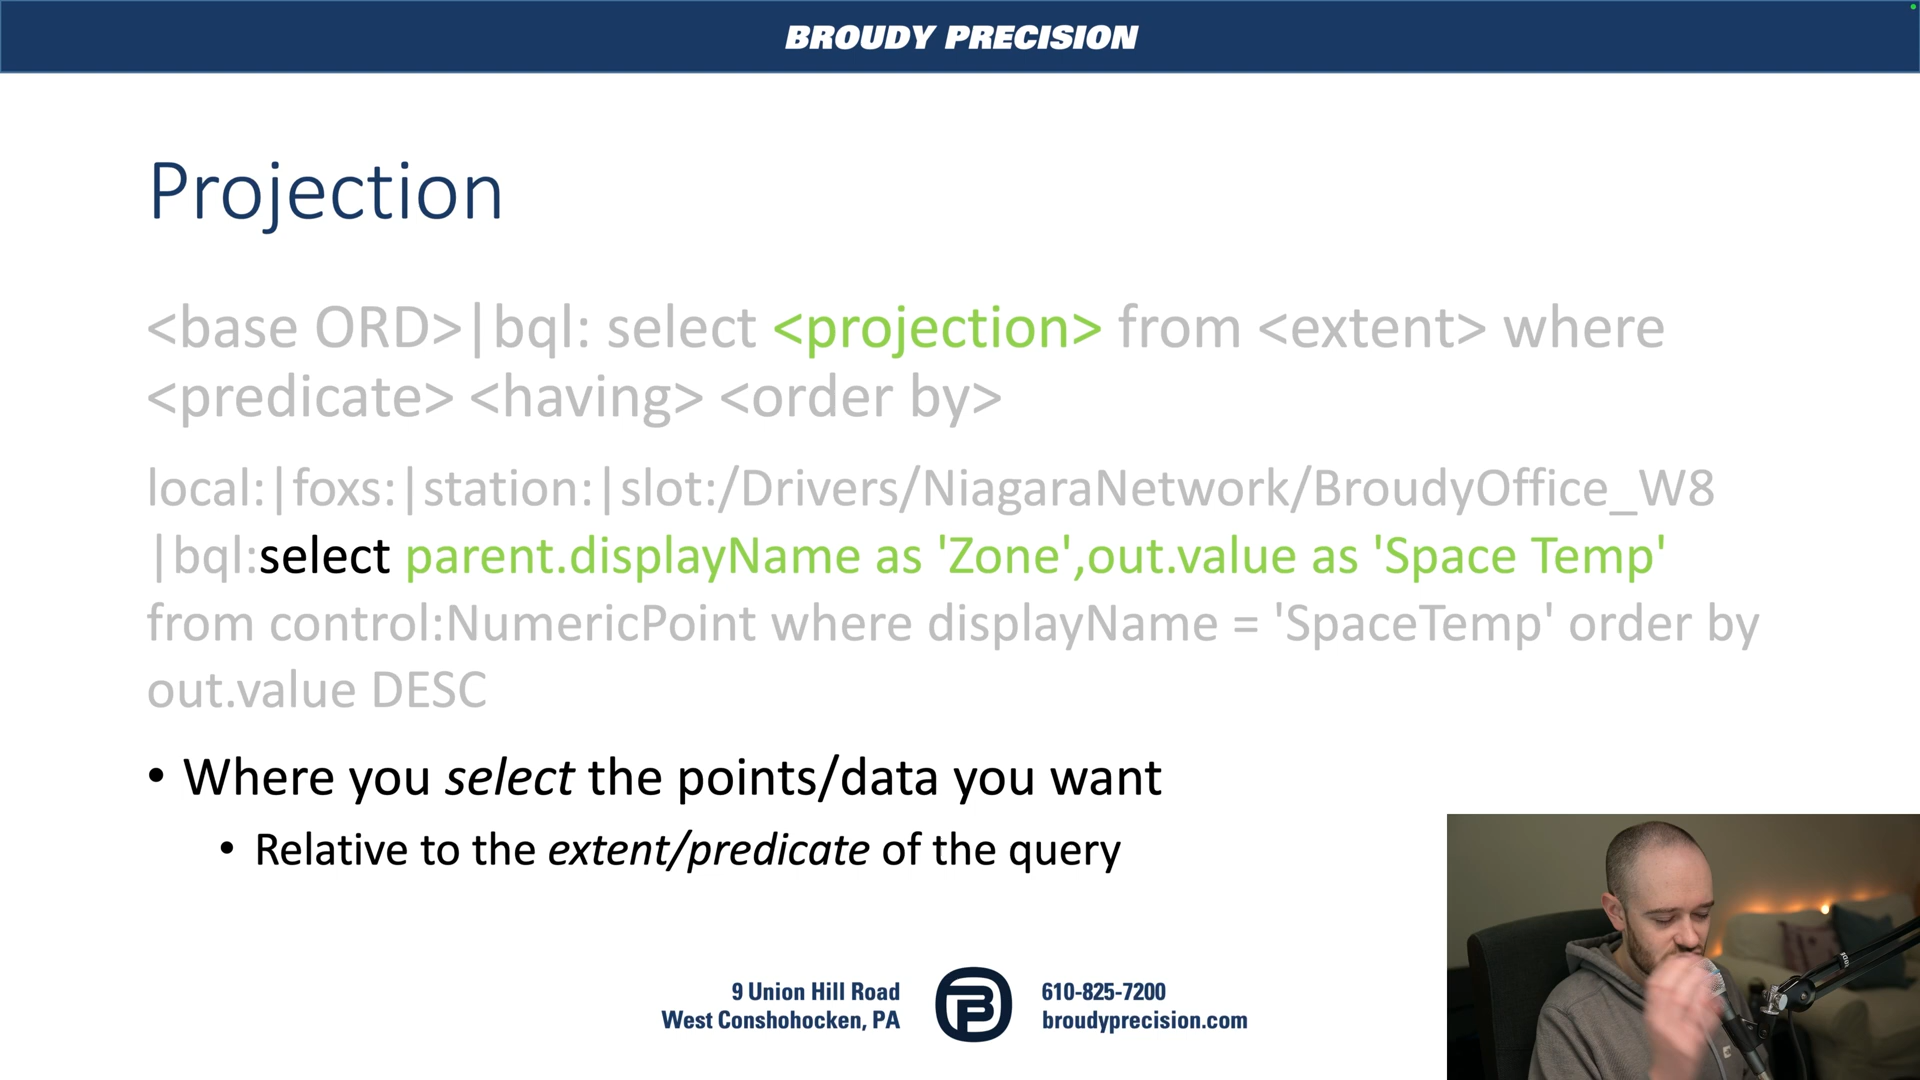 BROUDY PRECISION
Projection
<base ORD>|bql: select <projection> from <extent> where
<predicate> <having> <order by>
local:|foxs:|station:|slot:/Drivers/NiagaraNetwork/BroudyOffice_W8
|bql:select parent.displayName as 'Zone',out.value as 'Space Temp'
from control:NumericPoint where displayName = 'SpaceTemp' order by
out.value DESC
• Where you select the points/data you want
• Relative to the extent/predicate of the query
9 Union Hill Road
West Conshohocken, PA
610-825-7200
broudyprecision.com